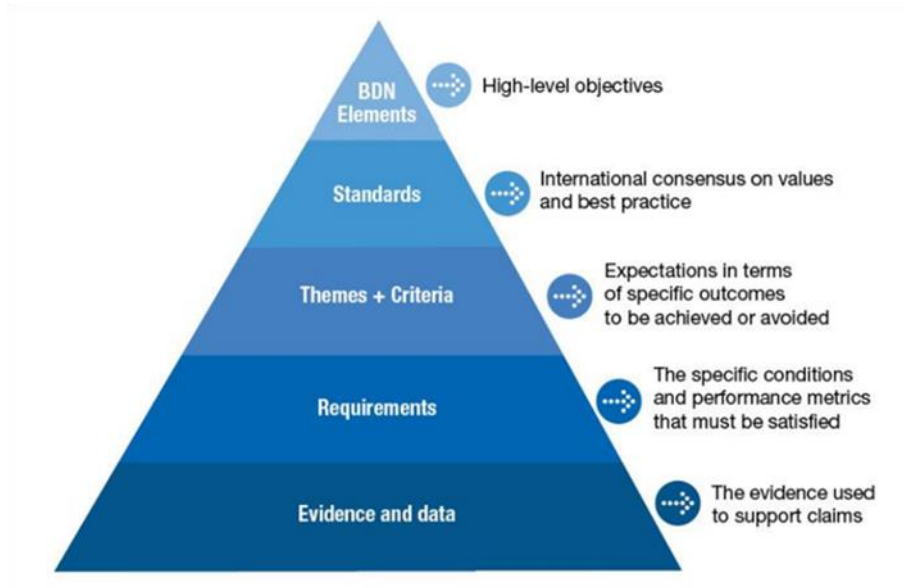 BDN
Elements
High-level objectives
Standards
International consensus on values
and best practice
Themes + Criteria
Expectations in terms
of specific outcomes
to be achieved or avoided
Requirements
The specific conditions
and performance metrics
that must be satisfied
Evidence and data
The evidence used
to support claims